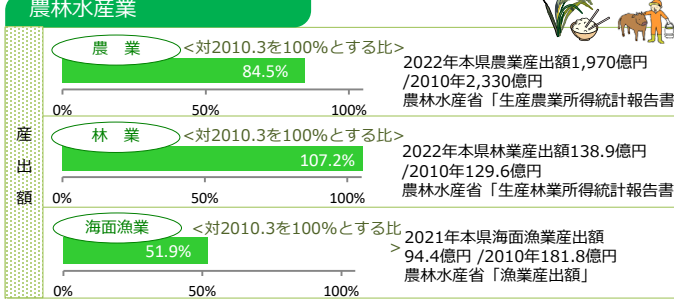 農林水産業
産出額
農 業
<対2010.3を100%とする比>
84.5%
0% 50% 100%
2022年本県農業産出額1,970億円
/2010年2,330億円
農林水産省「生産農業所得統計報告書
林 業
<対2010.3を100%とする比>
107.2%
0% 50% 100%
2022年本県林業産出額138.9億円
/2010年129.6億円
農林水産省「生産林業所得統計報告書
海面漁業
<対2010.3を100%とする比
>
51.9%
0% 50% 100%
2021年本県海面漁業産出額
94.4億円 /2010年181.8億円
農林水産省「漁業産出額」